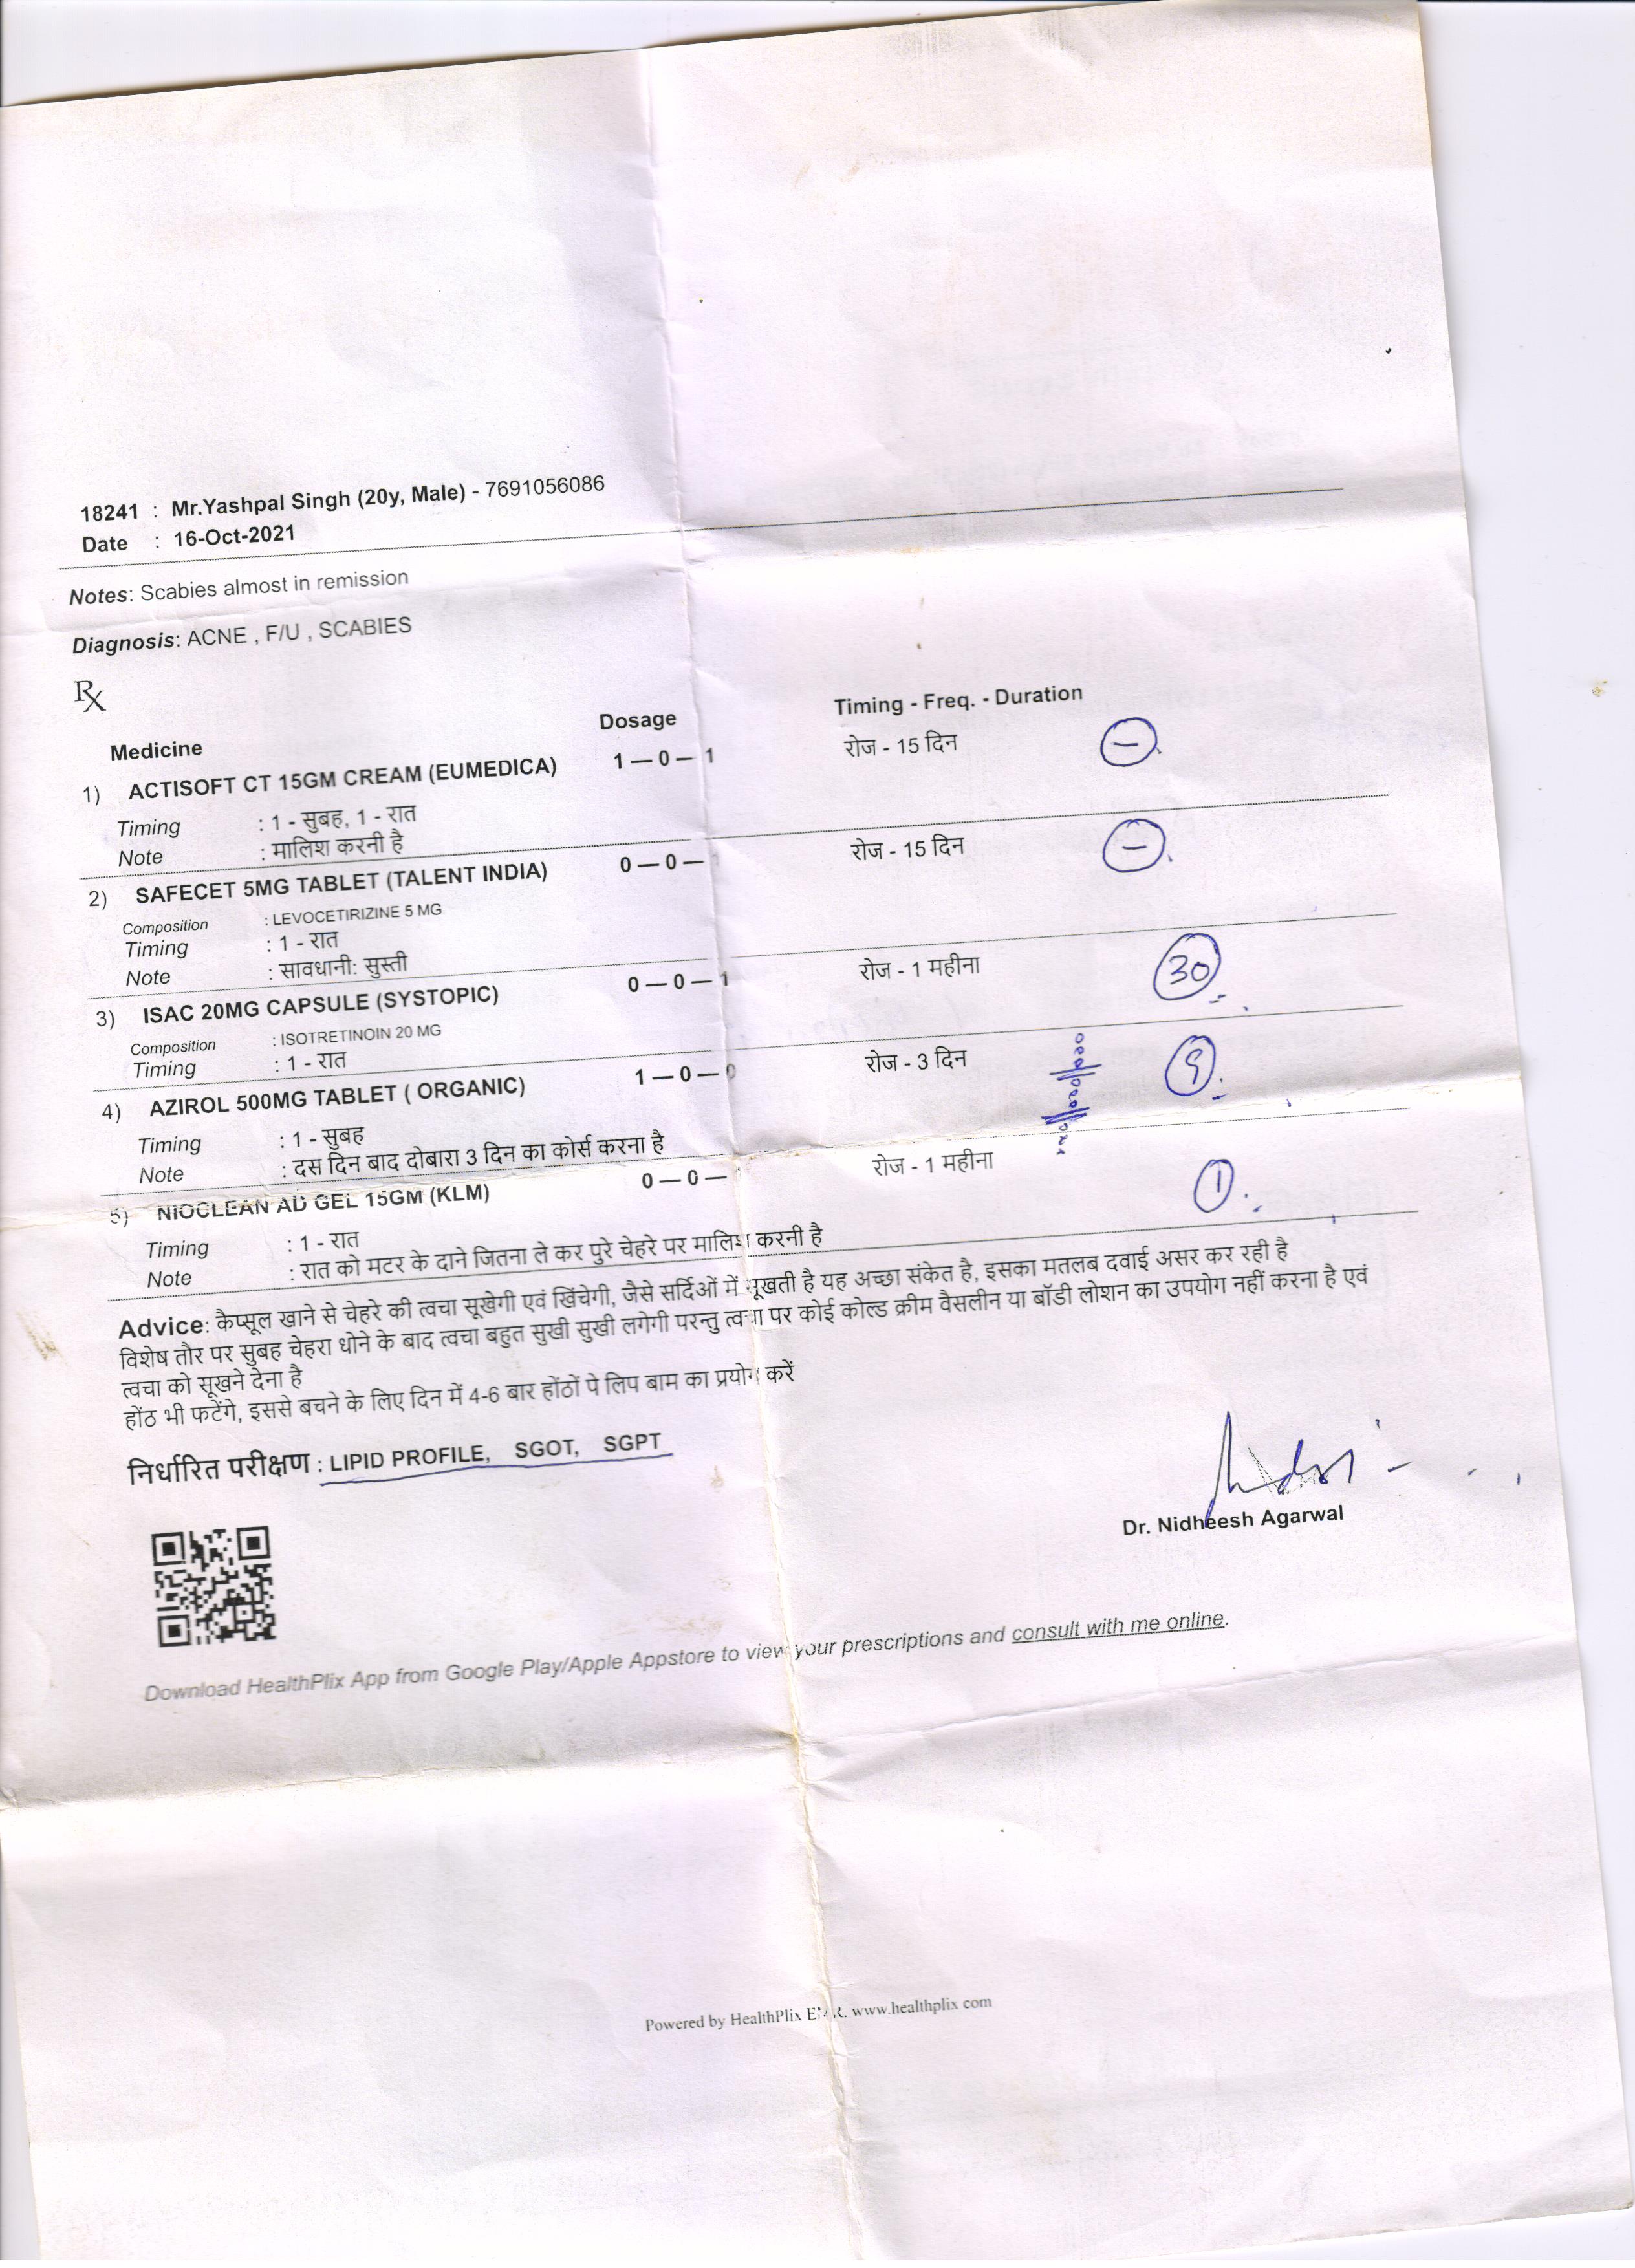 18241 : Mr.Yashpal Singh (20y, Male) - 7691056086
Date : 16-Oct-2021
Notes: Scabies almost in remission
Diagnosis: ACNE , F/U , SCABIES
Rx
Medicine Dosage Timing - Freq. - Duration
1) ACTISOFT CT 15GM CREAM (EUMEDICA) 1 — 0 — 1 रोज - 15 दिन –
Timing : 1 - सुबह, 1 - रात
Note : मालिश करनी है
2) SAFECET 5MG TABLET (TALENT INDIA) 0 — 0 — 1 रोज - 15 दिन –
Composition : LEVOCETIRIZINE 5 MG
Timing : 1 - रात
Note : सावधानी: सुस्ती
3) ISAC 20MG CAPSULE (SYSTOPIC) 0 — 0 — 1 रोज - 1 महीना 30
Composition : ISOTRETINOIN 20 MG
Timing : 1 - रात
4) AZIROL 500MG TABLET ( ORGANIC) 1 — 0 — 0 रोज - 3 दिन 9
Timing : 1 - सुबह
Note : दस दिन बाद दोबारा 3 दिन का कोर्स करना है
5) NIOCLEAN AD GEL 15GM (KLM) 0 — 0 — रोज - 1 महीना 1
Timing : 1 - रात
Note : रात को मटर के दाने जितना ले कर पुरे चेहरे पर मालिश करनी है
Advice: कैप्सूल खाने से चेहरे की त्वचा सूखेगी एवं खिंचेगी, जैसे सर्दिओं में सूखती है यह अच्छा संकेत है, इसका मतलब दवाई असर कर रही है
विशेष तौर पर सुबह चेहरा धोने के बाद त्वचा बहुत सुखी सुखी लगेगी परन्तु त्वचा पर कोई कोल्ड क्रीम वैसलीन या बॉडी लोशन का उपयोग नहीं करना है एवं
त्वचा को सूखने देना है
होंठ भी फटेंगे, इससे बचने के लिए दिन में 4-6 बार होंठों पे लिप बाम का प्रयोग करें
निर्धारित परीक्षण : LIPID PROFILE, SGOT, SGPT
Dr. Nidheesh Agarwal
Download HealthPlix App from Google Play/Apple Appstore to view your prescriptions and consult with me online.
Powered by HealthPlix EMR. www.healthplix com